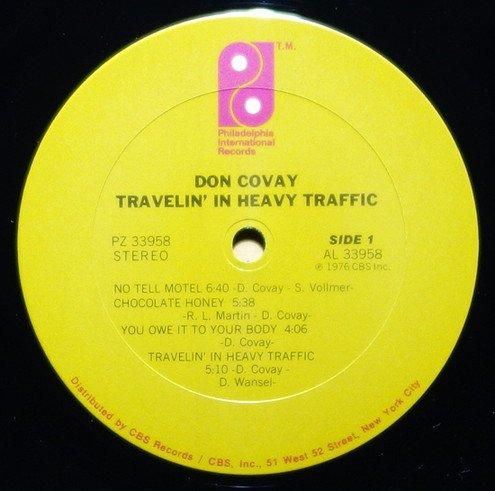 T.M.
Philadelphia
International
Records
DON COVAY
TRAVELIN' IN HEAVY TRAFFIC
PZ 33958
STEREO
SIDE 1
AL 33958
℗ 1976 CBS Inc.
NO TELL MOTEL 6:40 -D. Covay - S. Vollmer-
CHOCOLATE HONEY 5:38
-R. L. Martin - D. Covay-
YOU OWE IT TO YOUR BODY 4:06
-D. Covay-
TRAVELIN' IN HEAVY TRAFFIC
5:10 -D. Covay -
D. Wansel-
Distributed by CBS Records / CBS, Inc., 51 West 52 Street, New York City